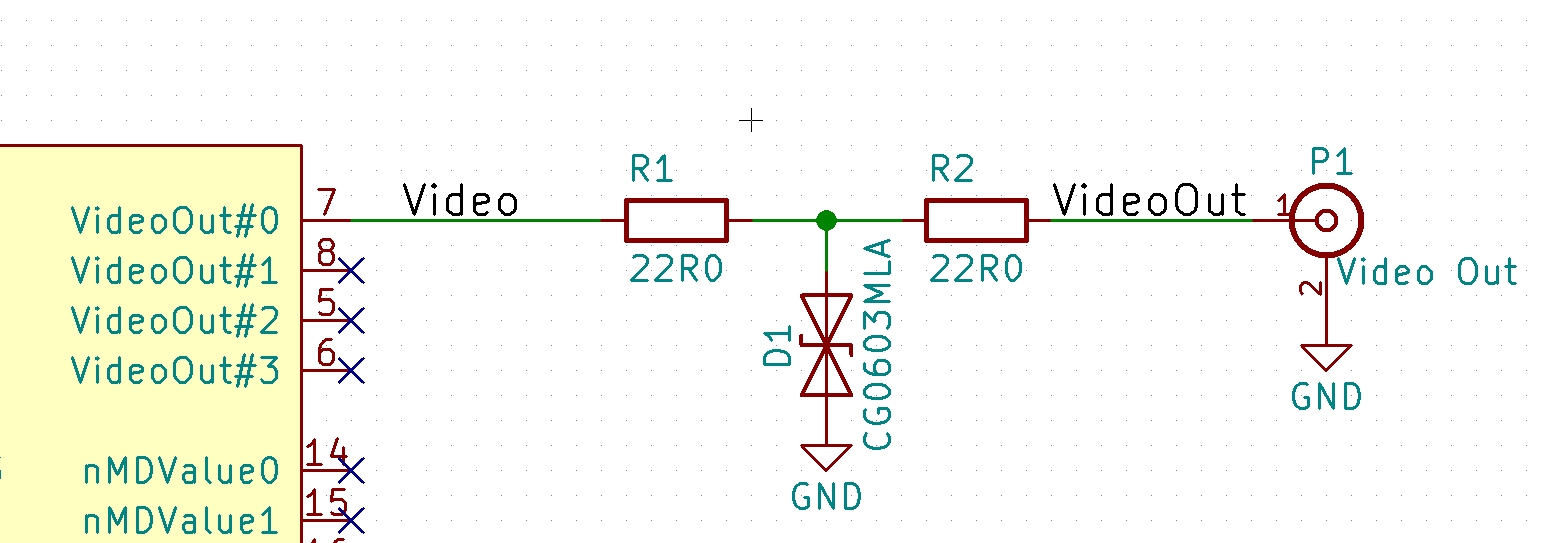 VideoOut#0
7
Video
R1
22R0
R2
22R0
VideoOut
P1
1
Video Out
2
GND
VideoOut#1
8
VideoOut#2
5
VideoOut#3
6
D1
CG0603MLA
GND
nMDValue0
14
nMDValue1
15